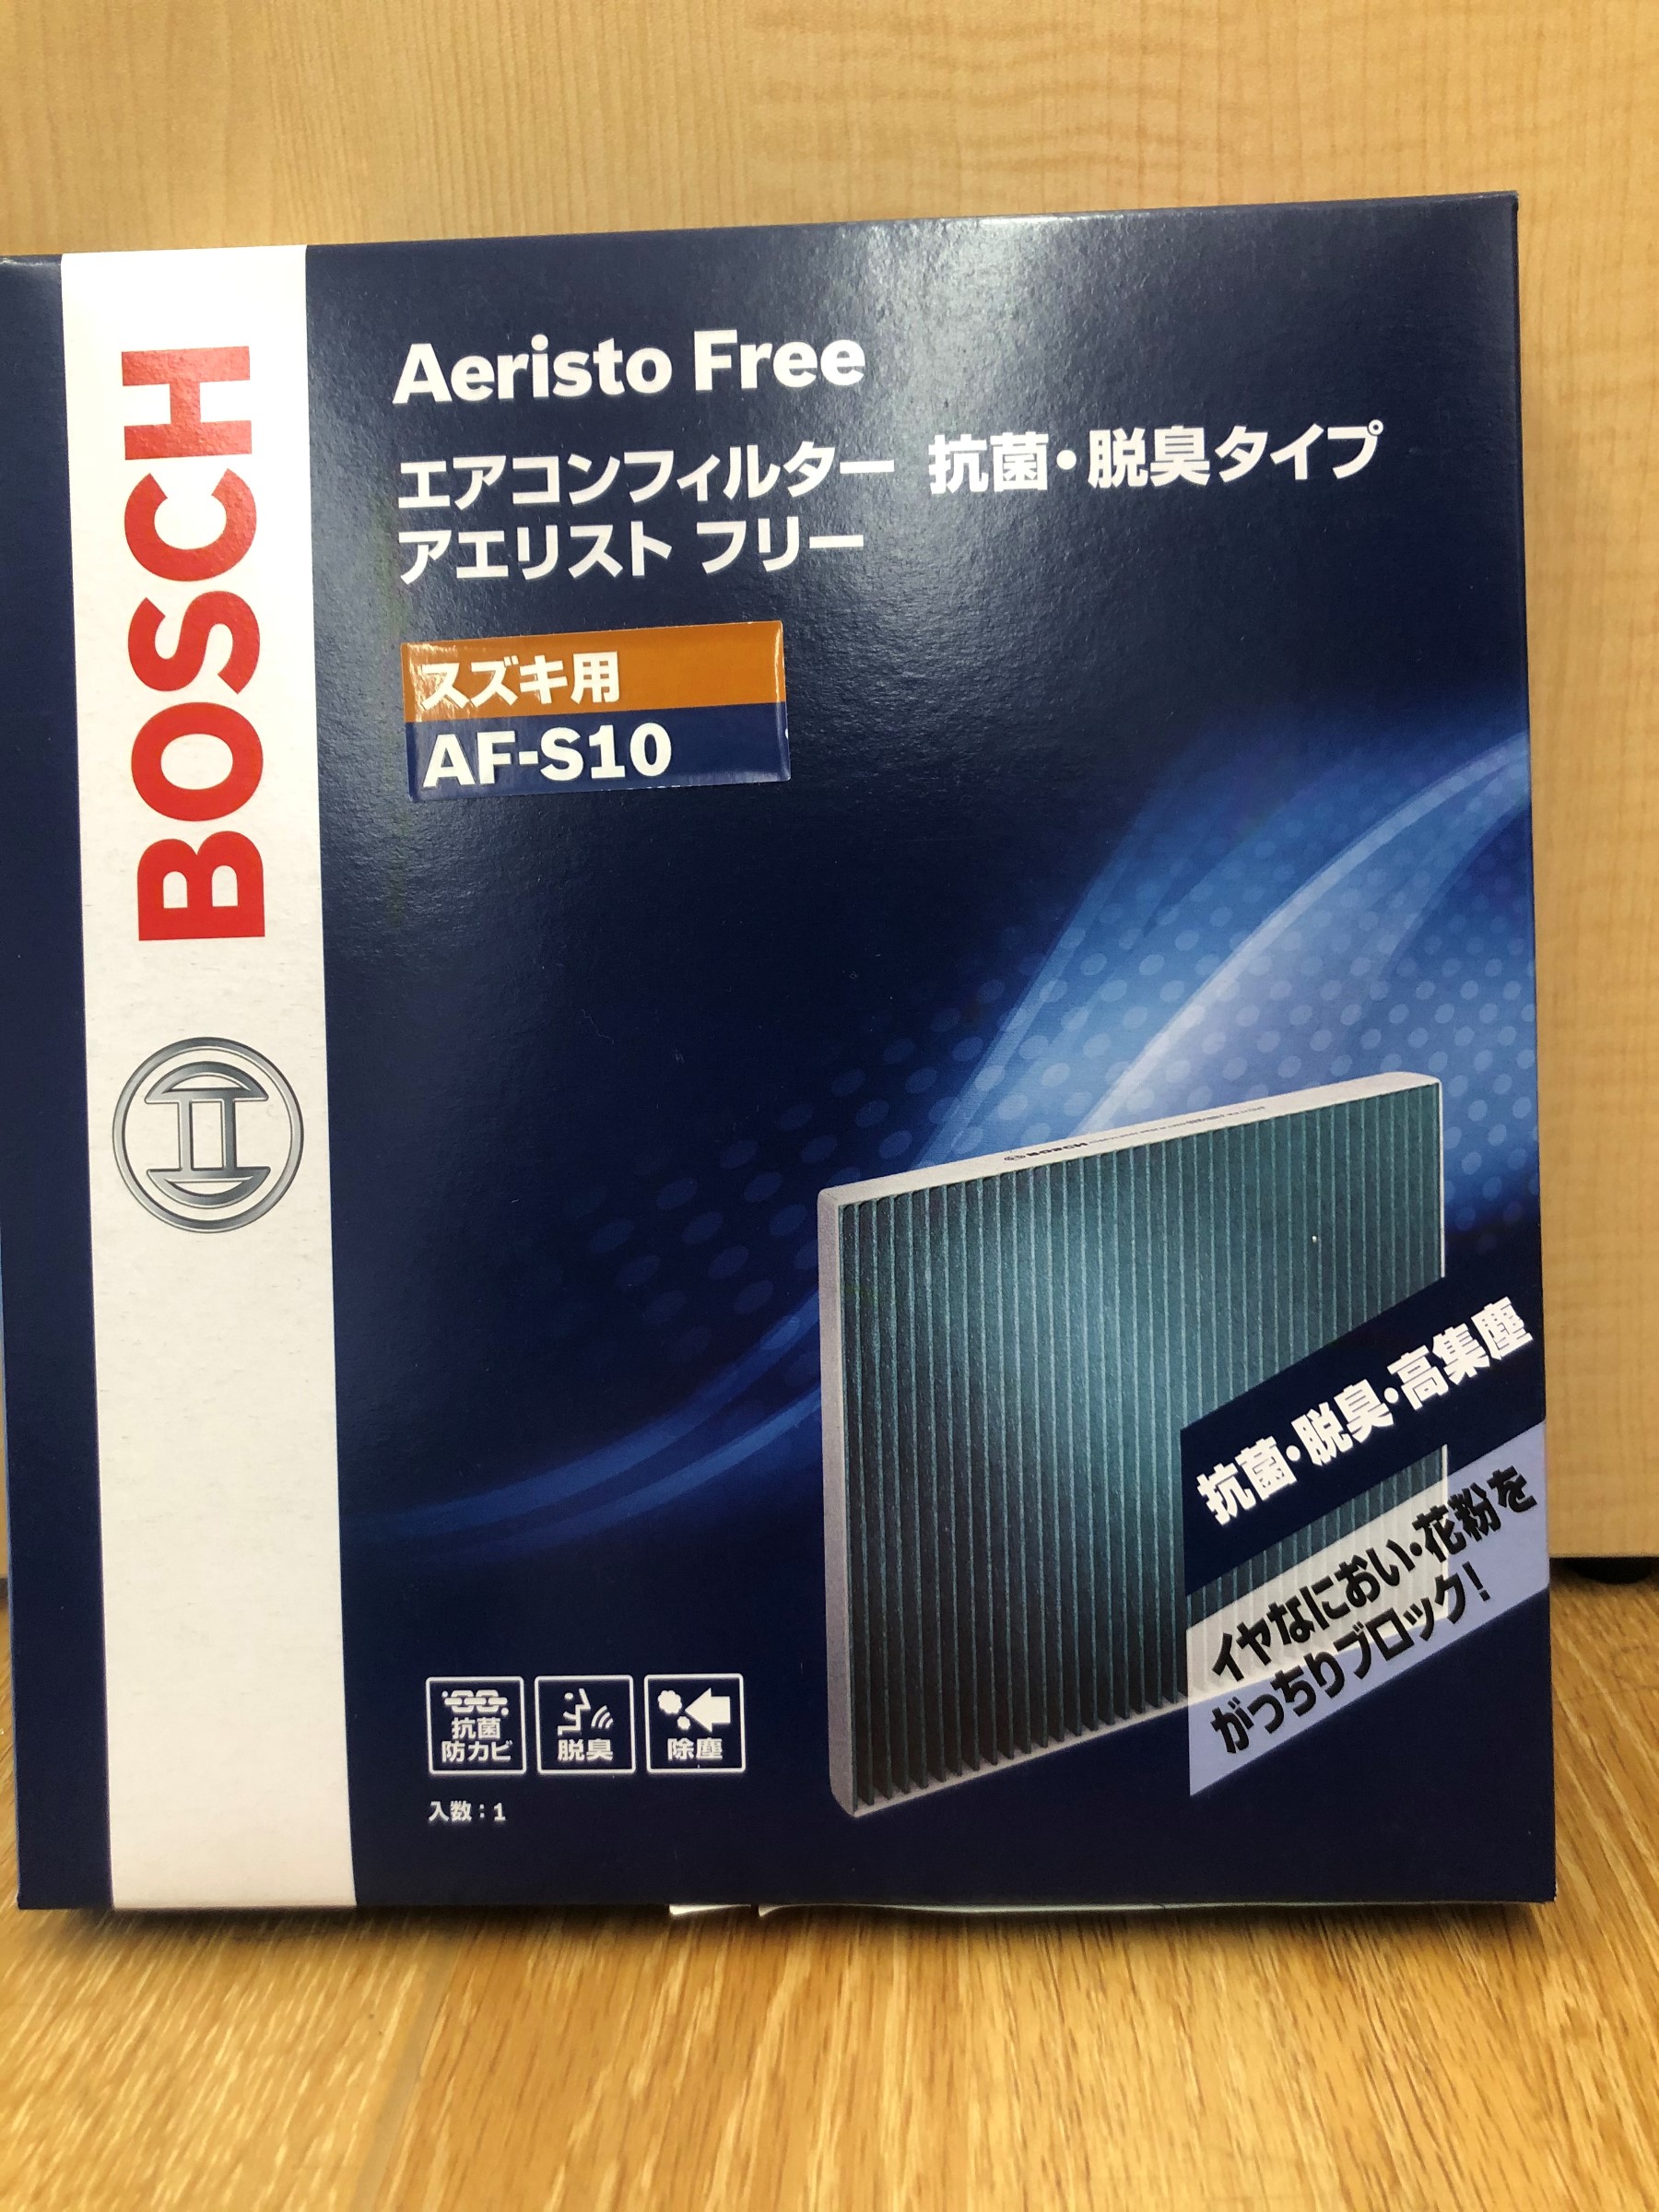 BOSCH
Aeristo Free
エアコンフィルター 抗菌・脱臭タイプ
アエリスト フリー
スズキ用
AF-S10
BOSCH
抗菌・脱臭・高集塵
イヤなにおい・花粉を
がっちりブロック!
抗菌
防カビ
脱臭
除塵
入数:1